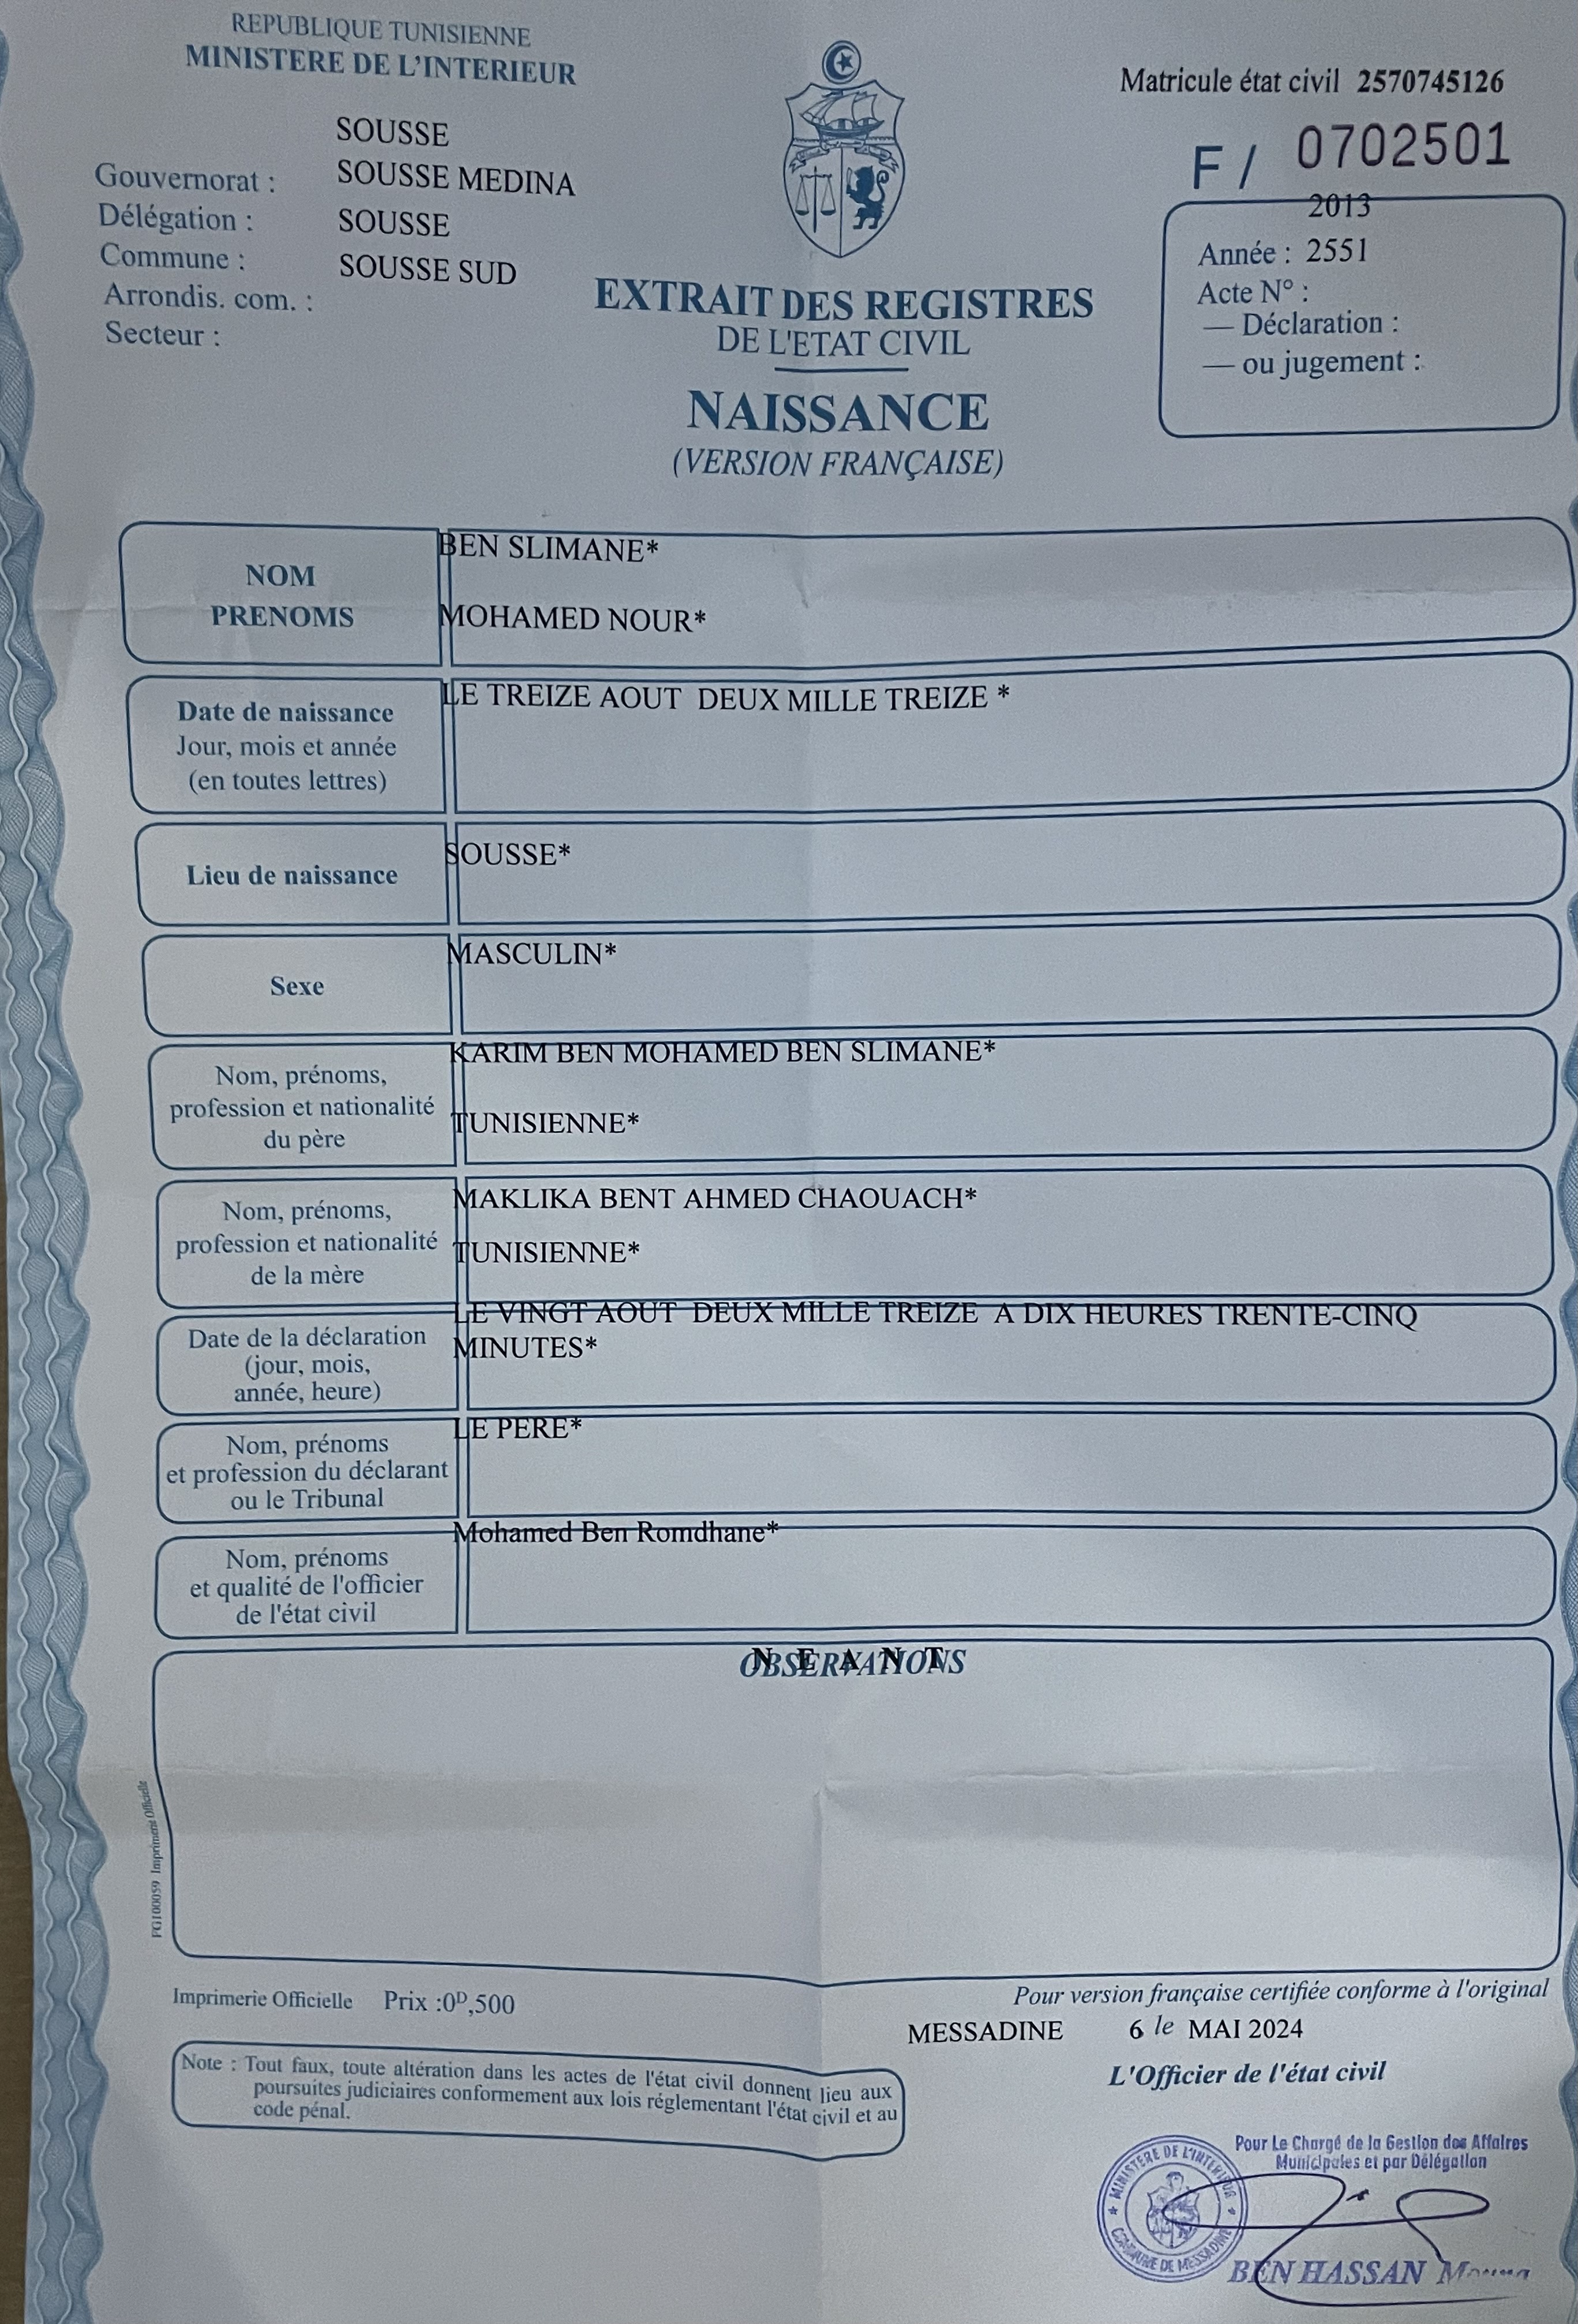 REPUBLIQUE TUNISIENNE
MINISTERE DE L'INTERIEUR
SOUSSE
Gouvernorat : SOUSSE MEDINA
Délégation : SOUSSE
Commune : SOUSSE SUD
Arrondis. com. :
Secteur :
Matricule état civil 2570745126
F / 0702501
2013
Année : 2551
Acte N° :
— Déclaration :
— ou jugement :
EXTRAIT DES REGISTRES
DE L'ETAT CIVIL
NAISSANCE
(VERSION FRANÇAISE)
NOM
PRENOMS
BEN SLIMANE*
MOHAMED NOUR*
Date de naissance
Jour, mois et année
(en toutes lettres)
LE TREIZE AOUT DEUX MILLE TREIZE *
Lieu de naissance
SOUSSE*
Sexe
MASCULIN*
Nom, prénoms,
profession et nationalité
du père
KARIM BEN MOHAMED BEN SLIMANE*
TUNISIENNE*
Nom, prénoms,
profession et nationalité
de la mère
MAKLIKA BENT AHMED CHAOUACH*
TUNISIENNE*
Date de la déclaration
(jour, mois,
année, heure)
LE VINGT AOUT DEUX MILLE TREIZE A DIX HEURES TRENTE-CINQ
MINUTES*
Nom, prénoms
et profession du déclarant
ou le Tribunal
LE PERE*
Nom, prénoms
et qualité de l'officier
de l'état civil
Mohamed Ben Romdhane*
OBSERVATIONS
N E A N T
PG100059 Imprimerie Officielle
Imprimerie Officielle Prix :0ᴰ,500
Note : Tout faux, toute altération dans les actes de l'état civil donnent lieu aux
poursuites judiciaires conformement aux lois réglementant l'état civil et au
code pénal.
Pour version française certifiée conforme à l'original
MESSADINE 6 le MAI 2024
L'Officier de l'état civil
Pour Le Chargé de la Gestion des Affaires
Municipales et par Délégation
MINISTERE DE L'INTERIEUR
COMMUNE DE MESSADINE
BEN HASSAN